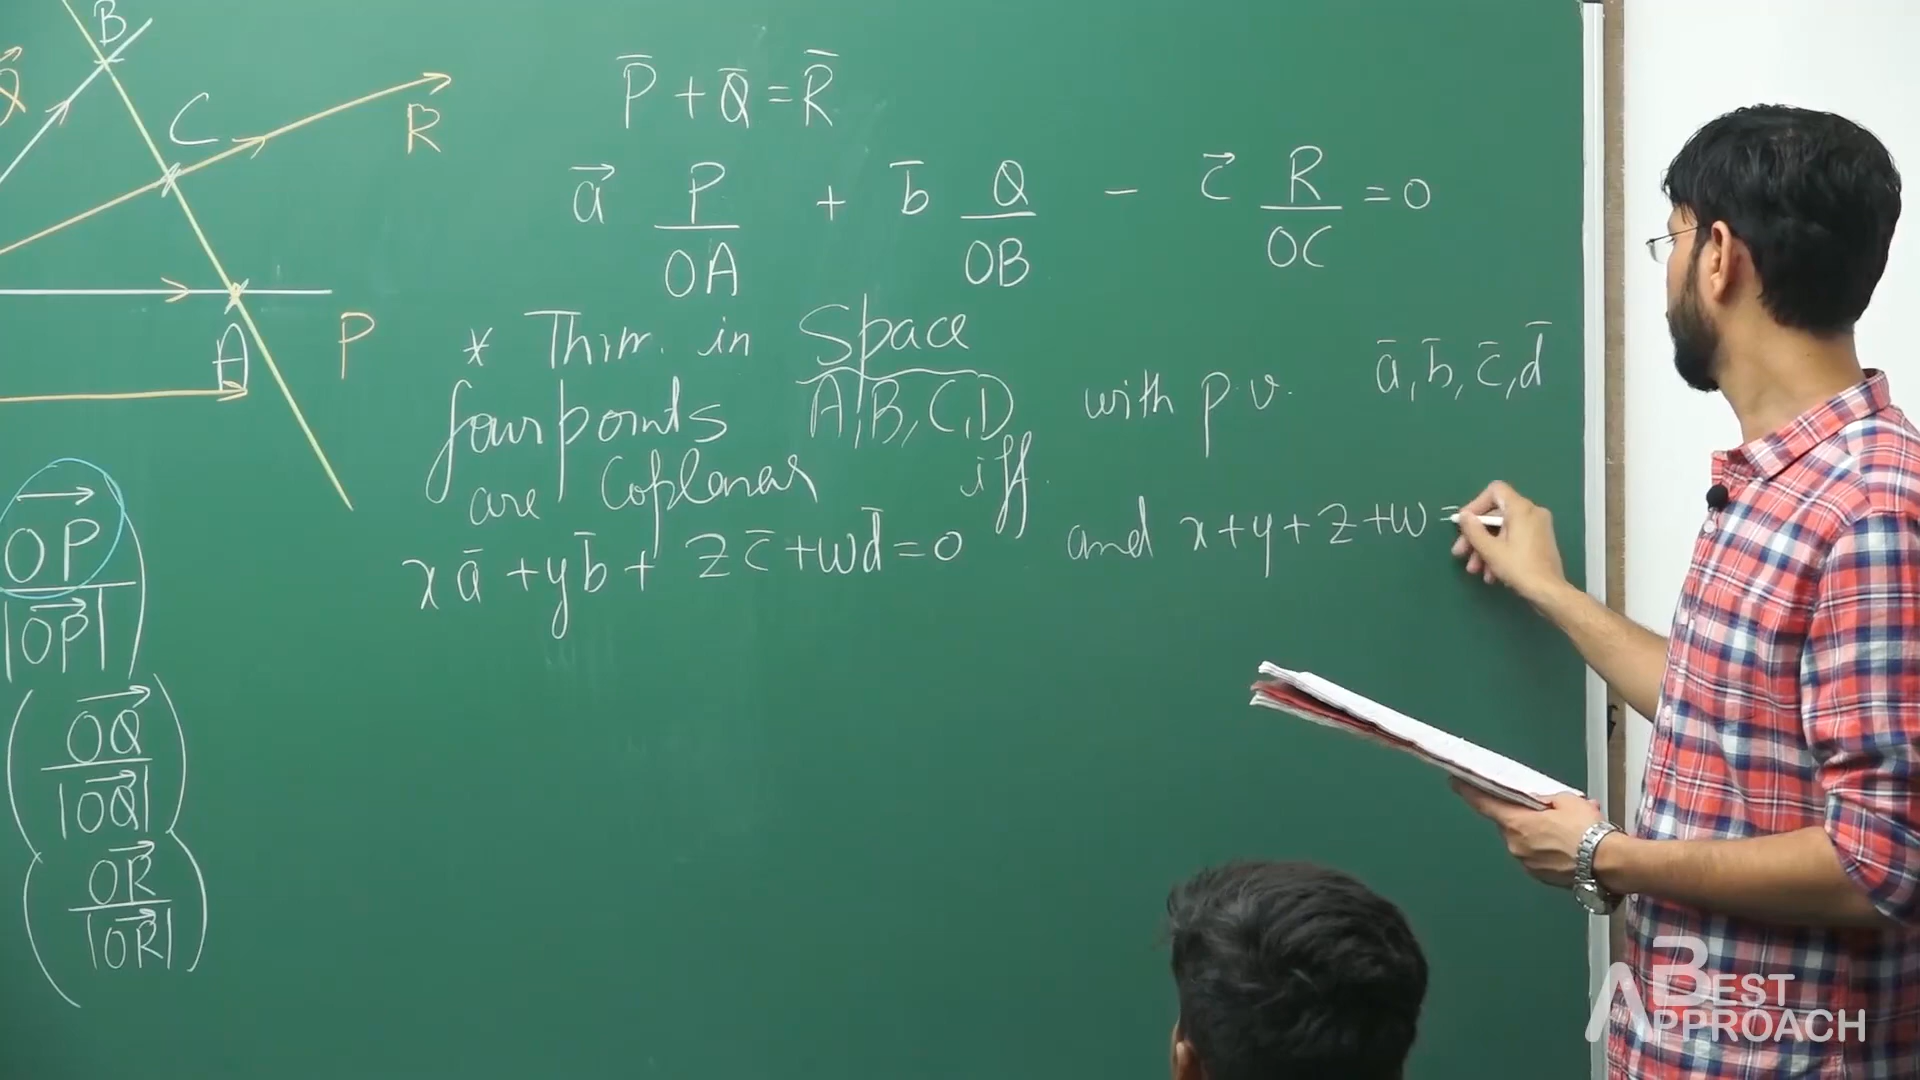 B
Q⃗
C
R
A
P
P̄ + Q̄ = R̄
a⃗ P/OA + b̄ Q/OB − c⃗ R/OC = 0
* Thm. in Space
four points A, B, C, D with p.v. ā, b̄, c̄, d̄
are Coplanar iff.
xā + yb̄ + zc̄ + wd̄ = 0 and x + y + z + w =
OP⃗
|OP⃗|
OQ⃗
|OQ⃗|
OR⃗
|OR⃗|
BEST
APPROACH